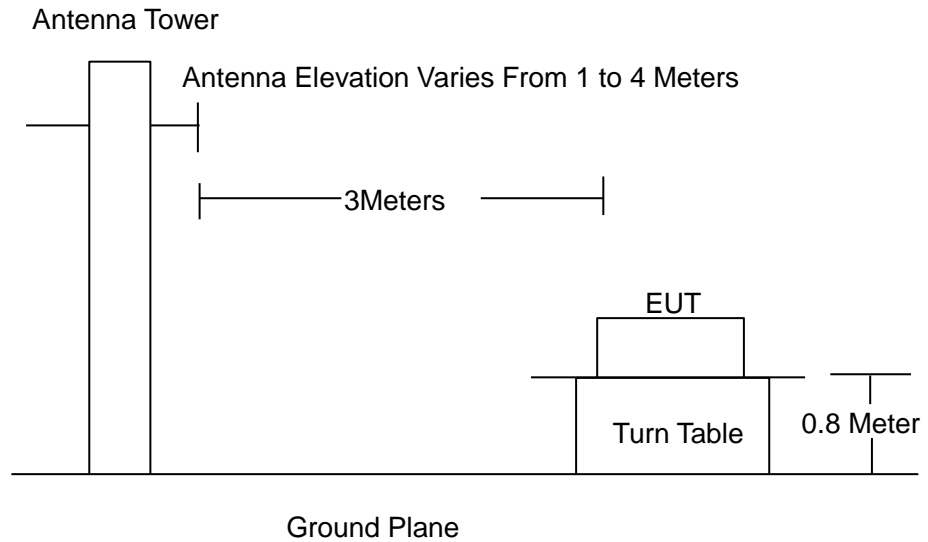 Antenna Tower
Antenna Elevation Varies From 1 to 4 Meters
3Meters
EUT
Turn Table
0.8 Meter
Ground Plane